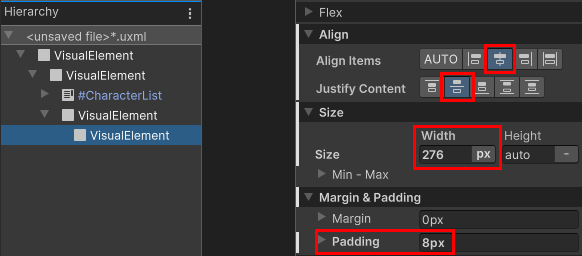 Hierarchy
<unsaved file>*.uxml
VisualElement
VisualElement
#CharacterList
VisualElement
VisualElement
Flex
Align
Align Items
AUTO
Justify Content
Size
Width Height
Size 276 px auto -
Min - Max
Margin & Padding
Margin 0px
Padding 8px